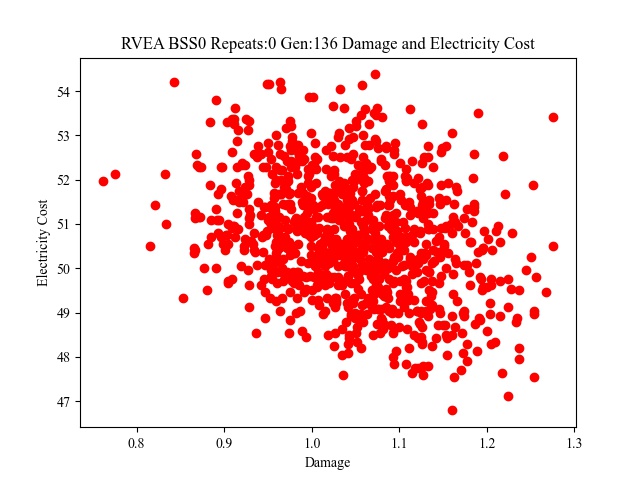 RVEA BSS0 Repeats:0 Gen:136 Damage and Electricity Cost
54
53
52
51
50
49
48
47
Electricity Cost
0.8 0.9 1.0 1.1 1.2 1.3
Damage